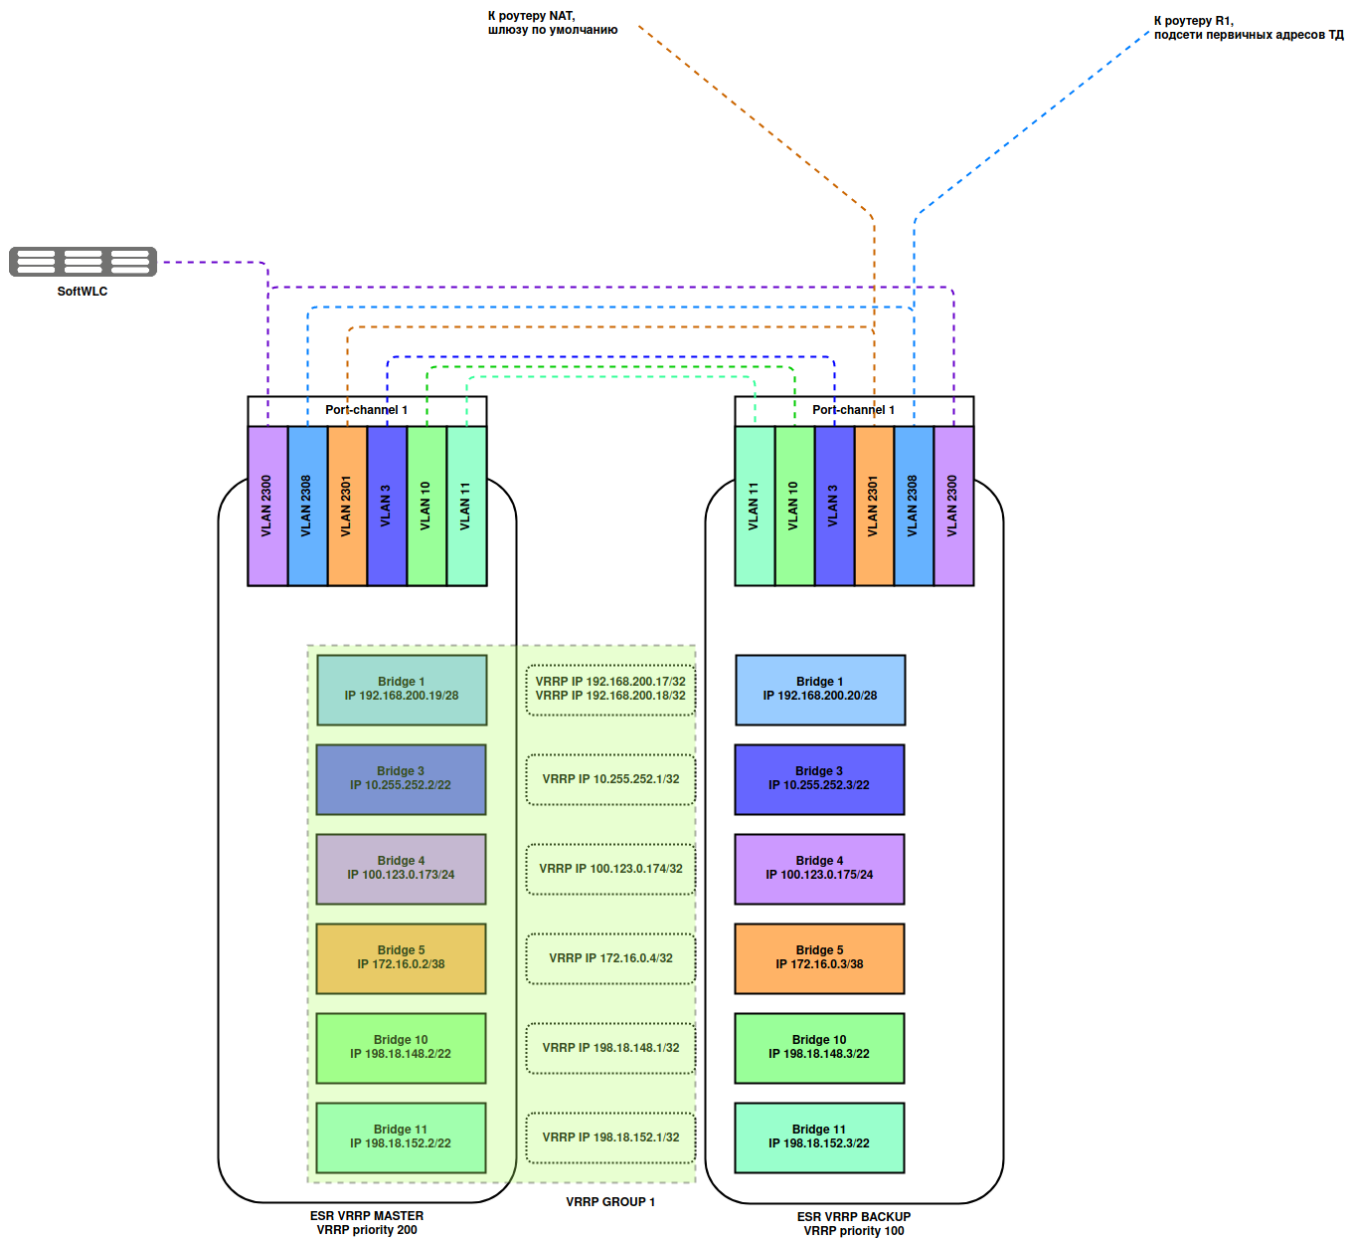 К роутеру NAT,
шлюзу по умолчанию
К роутеру R1,
подсети первичных адресов ТД
SoftWLC
Port-channel 1
Port-channel 1
VLAN 2300
VLAN 2308
VLAN 2301
VLAN 3
VLAN 10
VLAN 11
VLAN 11
VLAN 10
VLAN 3
VLAN 2301
VLAN 2308
VLAN 2300
Bridge 1
IP 192.168.200.19/28
VRRP IP 192.168.200.17/32
VRRP IP 192.168.200.18/32
Bridge 1
IP 192.168.200.20/28
Bridge 3
IP 10.255.252.2/22
VRRP IP 10.255.252.1/32
Bridge 3
IP 10.255.252.3/22
Bridge 4
IP 100.123.0.173/24
VRRP IP 100.123.0.174/32
Bridge 4
IP 100.123.0.175/24
Bridge 5
IP 172.16.0.2/38
VRRP IP 172.16.0.4/32
Bridge 5
IP 172.16.0.3/38
Bridge 10
IP 198.18.148.2/22
VRRP IP 198.18.148.1/32
Bridge 10
IP 198.18.148.3/22
Bridge 11
IP 198.18.152.2/22
VRRP IP 198.18.152.1/32
Bridge 11
IP 198.18.152.3/22
VRRP GROUP 1
ESR VRRP MASTER
VRRP priority 200
ESR VRRP BACKUP
VRRP priority 100